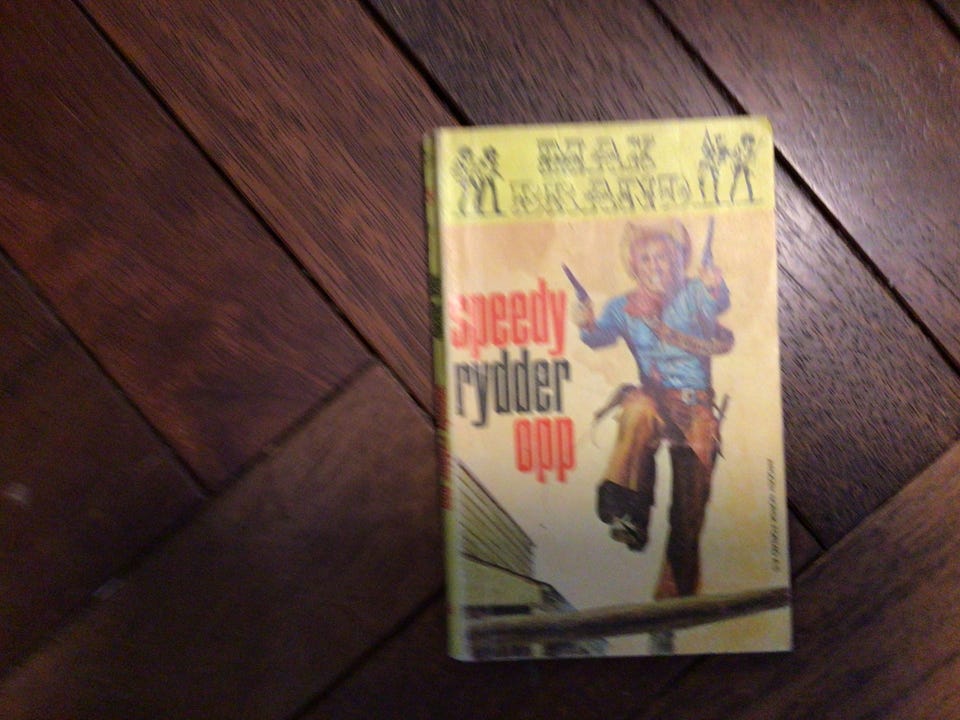 MAX
BRAND
speedy
rydder
opp